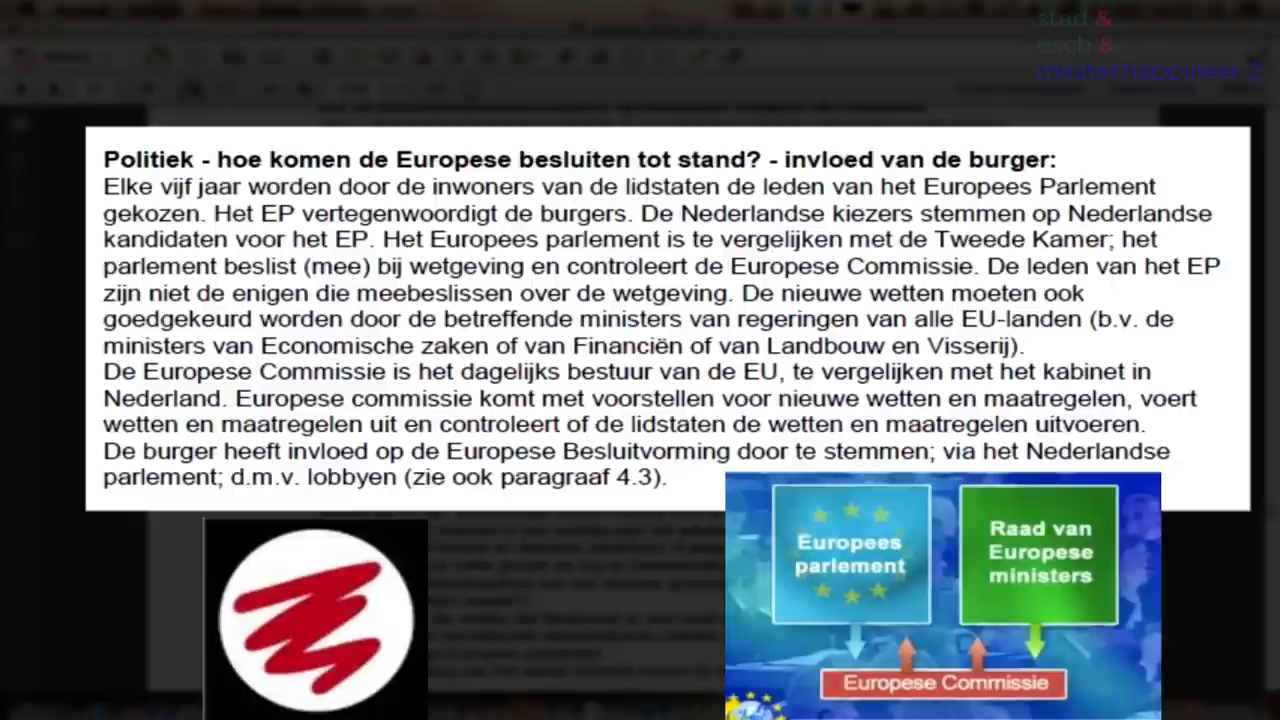 stad &
esch &
maatschappijleer 2
Politiek - hoe komen de Europese besluiten tot stand? - invloed van de burger:
Elke vijf jaar worden door de inwoners van de lidstaten de leden van het Europees Parlement
gekozen. Het EP vertegenwoordigt de burgers. De Nederlandse kiezers stemmen op Nederlandse
kandidaten voor het EP. Het Europees parlement is te vergelijken met de Tweede Kamer; het
parlement beslist (mee) bij wetgeving en controleert de Europese Commissie. De leden van het EP
zijn niet de enigen die meebeslissen over de wetgeving. De nieuwe wetten moeten ook
goedgekeurd worden door de betreffende ministers van regeringen van alle EU-landen (b.v. de
ministers van Economische zaken of van Financiën of van Landbouw en Visserij).
De Europese Commissie is het dagelijks bestuur van de EU, te vergelijken met het kabinet in
Nederland. Europese commissie komt met voorstellen voor nieuwe wetten en maatregelen, voert
wetten en maatregelen uit en controleert of de lidstaten de wetten en maatregelen uitvoeren.
De burger heeft invloed op de Europese Besluitvorming door te stemmen; via het Nederlandse
parlement; d.m.v. lobbyen (zie ook paragraaf 4.3).
Europees
parlement
Raad van
Europese
ministers
Europese Commissie